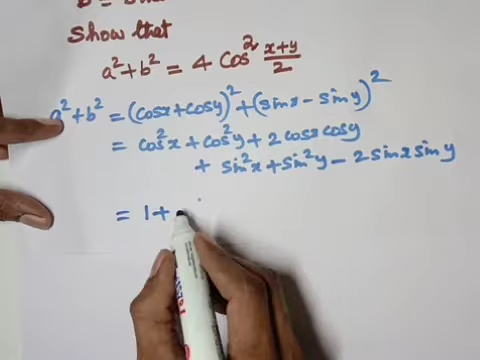 Show that
a² + b² = 4 Cos² x+y/2
a² + b² = (cosx + cosy)² + (sinx - siny)²
= cos²x + cos²y + 2 cosx cosy
+ sin²x + sin²y - 2 sinx siny
= 1 +